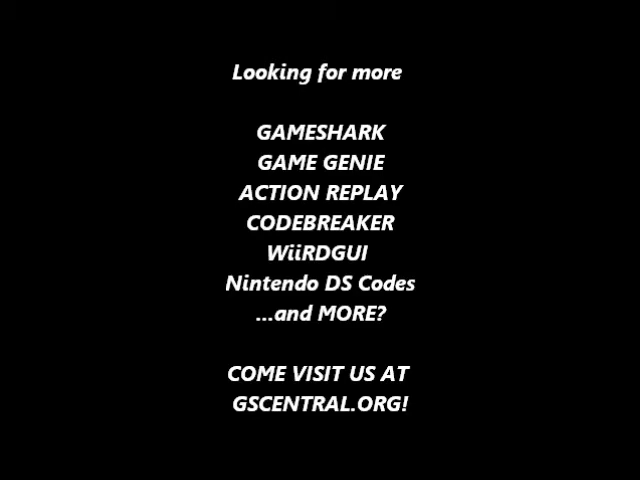 Looking for more
GAMESHARK
GAME GENIE
ACTION REPLAY
CODEBREAKER
WiiRDGUI
Nintendo DS Codes
...and MORE?
COME VISIT US AT
GSCENTRAL.ORG!